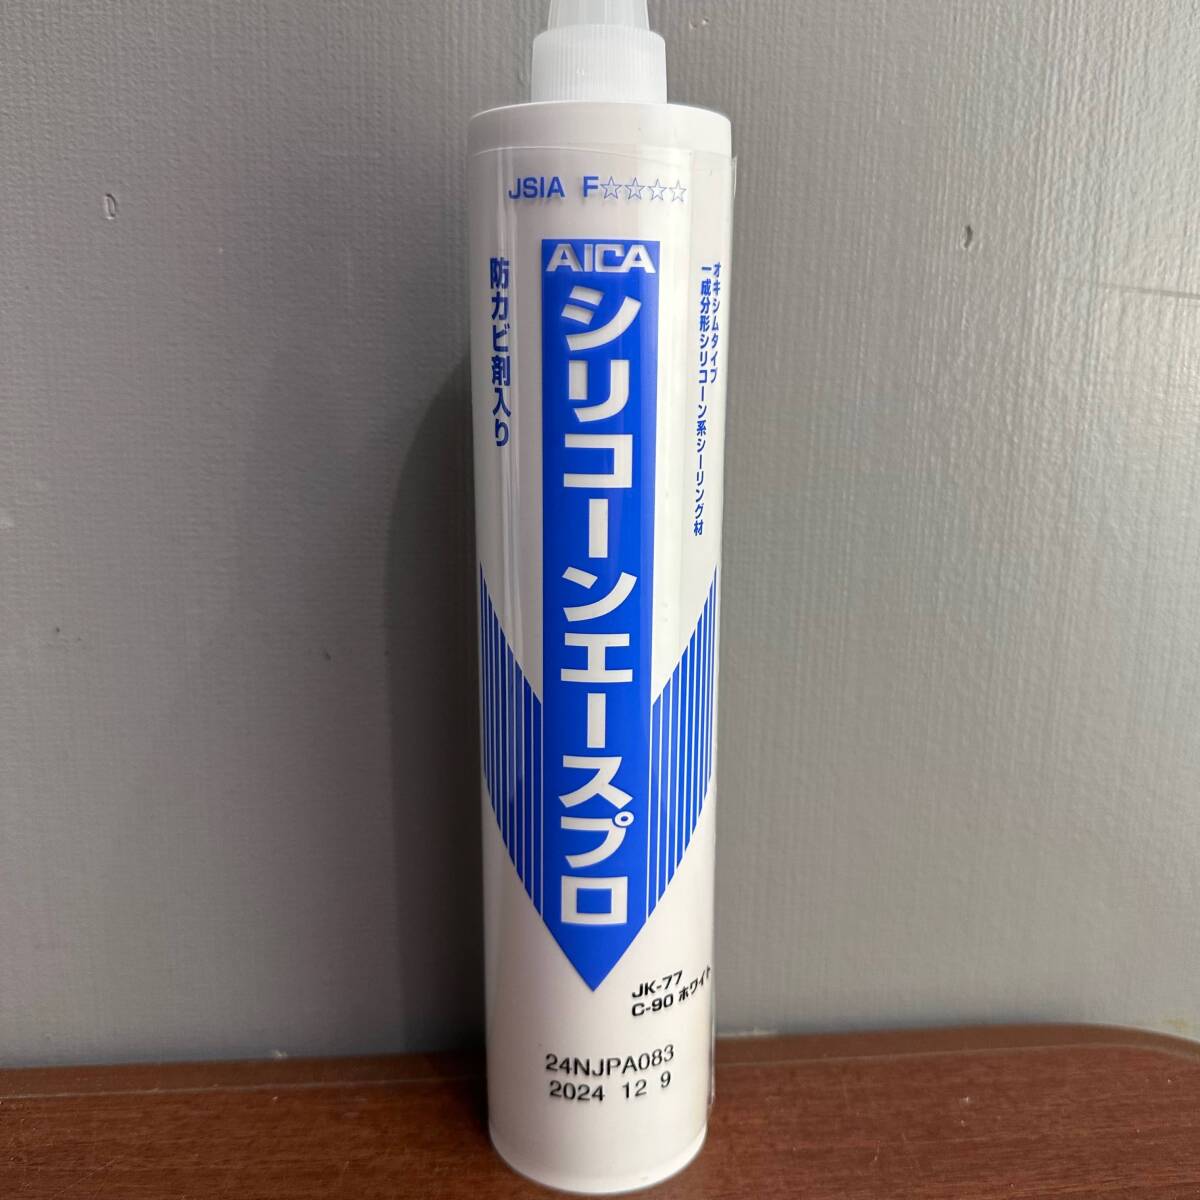 JSIA F☆☆☆☆
AICA
シリコーンエースプロ
防カビ剤入り
オキシムタイプ
一成分形シリコーン系シーリング材
JK-77
C-90 ホワイト
24NJPA083
2024 12 9